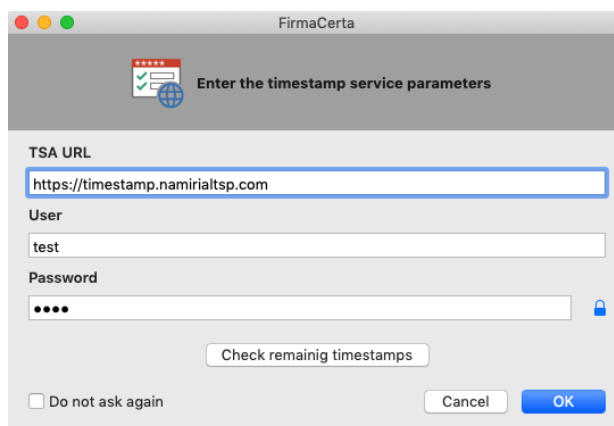 FirmaCerta
Enter the timestamp service parameters
TSA URL
https://timestamp.namirialtsp.com
User
test
Password
••••
Check remainig timestamps
Do not ask again
Cancel
OK